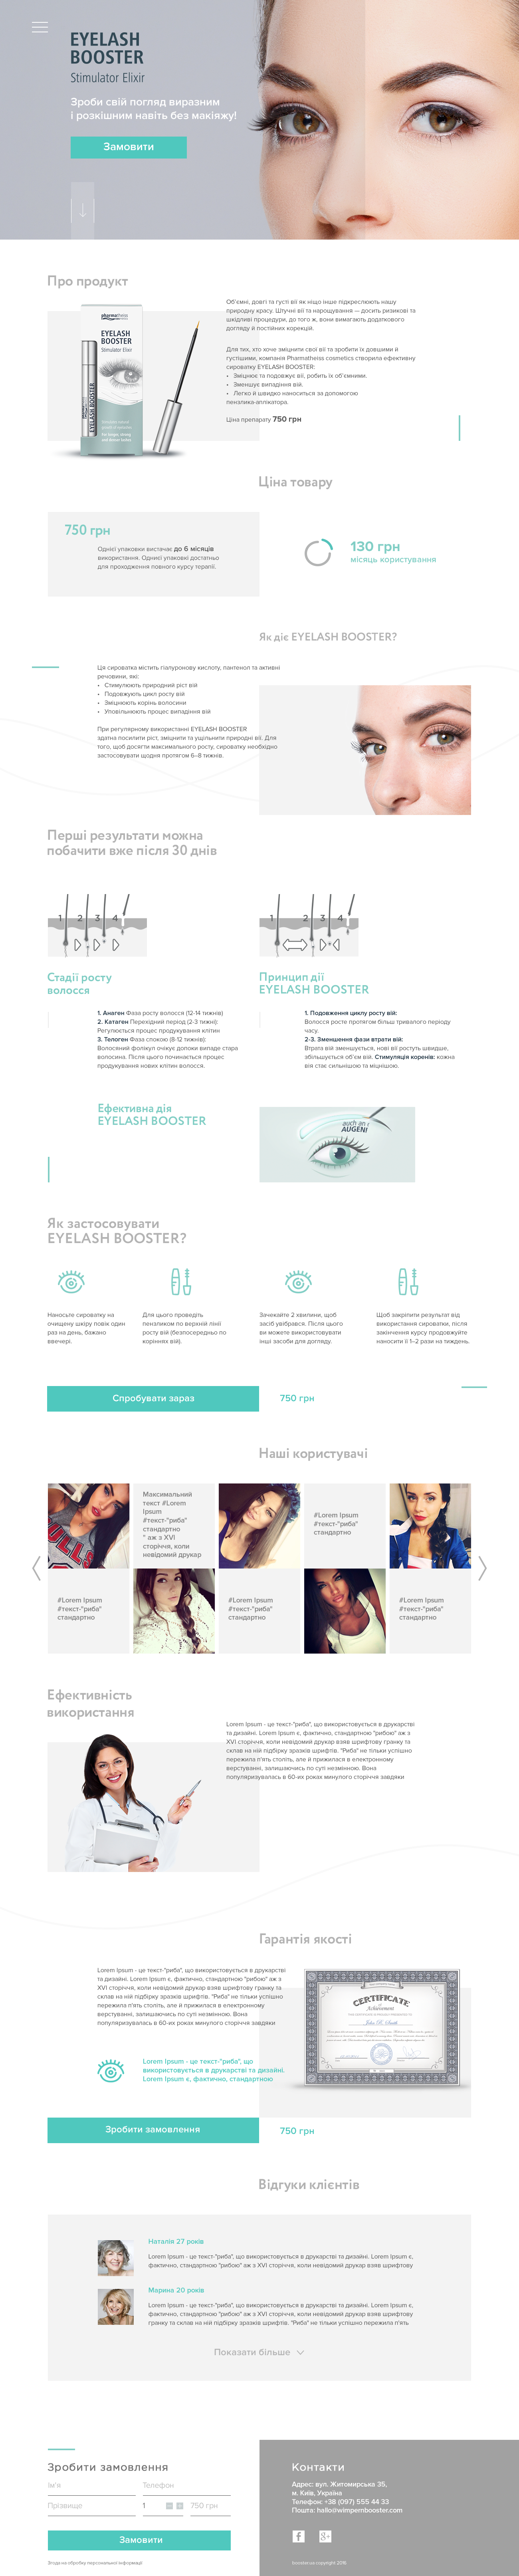 EYELASH
BOOSTER
Stimulator Elixir
Зроби свій погляд виразним
і розкішним навіть без макіяжу!
Замовити
Про продукт
pharmatheiss
EYELASH
BOOSTER
Stimulator Elixir
EYELASH BOOSTER
Об'ємні, довгі та густі вії як ніщо інше підкреслюють нашу
природну красу. Штучні вії та нарощування — досить ризикові та
шкідливі процедури, до того ж, вони вимагають додаткового
догляду й постійних корекцій.
Для тих, хто хоче зміцнити свої вії та зробити їх довшими й
густішими, компанія Pharmatheiss cosmetics створила ефективну
сироватку EYELASH BOOSTER:
• Зміцнює та подовжує вії, робить їх об'ємними.
• Зменшує випадіння вій.
• Легко й швидко наноситься за допомогою
пензлика-аплікатора.
Ціна препарату 750 грн
Ціна товару
750 грн
Однієї упаковки вистачає до 6 місяців
використання. Однієї упаковкі достатньо
для проходження повного курсу терапії.
130 грн
місяць користування
Як діє EYELASH BOOSTER?
Ця сироватка містить гіалуронову кислоту, пантенол та активні
речовини, які:
• Стимулюють природний ріст вій
• Подовжують цикл росту вій
• Зміцнюють корінь волосини
• Уповільнюють процес випадіння вій
При регулярному використанні EYELASH BOOSTER
здатна посилити ріст, зміцнити та ущільнити природні вії. Для
того, щоб досягти максимального росту, сироватку необхідно
застосовувати щодня протягом 6–8 тижнів.
Перші результати можна
побачити вже після 30 днів
1 2 3 4
1 2 3 4
Стадії росту
волосся
Принцип дії
EYELASH BOOSTER
1. Анаген Фаза росту волосся (12-14 тижнів)
2. Катаген Перехідний період (2-3 тижні):
Регулюється процес продукування клітин
3. Телоген Фаза спокою (8-12 тижнів):
Волосяний фолікул очікує допоки випаде стара
волосина. Після цього починається процес
продукування нових клітин волосся.
1. Подовження циклу росту вій:
Волосся росте протягом більш тривалого періоду
часу.
2-3. Зменшення фази втрати вій:
Втрата вій зменшується, нові вії ростуть швидше,
збільшується об'єм вій. Стимуляція коренів: кожна
вія стає сильнішою та міцнішою.
Ефективна дія
EYELASH BOOSTER
auch an d
AUGEN!
Як застосовувати
EYELASH BOOSTER?
Наносьте сироватку на
очищену шкіру повік один
раз на день, бажано
ввечері.
Для цього проведіть
пензликом по верхній лінії
росту вій (безпосередньо по
коріннях вій).
Зачекайте 2 хвилини, щоб
засіб увібрався. Після цього
ви можете використовувати
інші засоби для догляду.
Щоб закріпити результат від
використання сироватки, після
закінчення курсу продовжуйте
наносити її 1–2 рази на тиждень.
Спробувати зараз
750 грн
Наші користувачі
Максимальний
текст #Lorem
Ipsum
#текст-"риба"
стандартно
" аж з XVI
сторіччя, коли
невідомий друкар
#Lorem Ipsum
#текст-"риба"
стандартно
#Lorem Ipsum
#текст-"риба"
стандартно
#Lorem Ipsum
#текст-"риба"
стандартно
#Lorem Ipsum
#текст-"риба"
стандартно
Ефективність
використання
Lorem Ipsum - це текст-"риба", що використовується в друкарстві
та дизайні. Lorem Ipsum є, фактично, стандартною "рибою" аж з
XVI сторіччя, коли невідомий друкар взяв шрифтову гранку та
склав на ній підбірку зразків шрифтів. "Риба" не тільки успішно
пережила п'ять століть, але й прижилася в електронному
верстуванні, залишаючись по суті незмінною. Вона
популяризувалась в 60-их роках минулого сторіччя завдяки
Гарантія якості
Lorem Ipsum - це текст-"риба", що використовується в друкарстві
та дизайні. Lorem Ipsum є, фактично, стандартною "рибою" аж з
XVI сторіччя, коли невідомий друкар взяв шрифтову гранку та
склав на ній підбірку зразків шрифтів. "Риба" не тільки успішно
пережила п'ять століть, але й прижилася в електронному
верстуванні, залишаючись по суті незмінною. Вона
популяризувалась в 60-их роках минулого сторіччя завдяки
CERTIFICATE
of
Achievement
John R. Smith
Lorem Ipsum - це текст-"риба", що
використовується в друкарстві та дизайні.
Lorem Ipsum є, фактично, стандартною
Зробити замовлення
750 грн
Відгуки клієнтів
Наталія 27 років
Lorem Ipsum - це текст-"риба", що використовується в друкарстві та дизайні. Lorem Ipsum є,
фактично, стандартною "рибою" аж з XVI сторіччя, коли невідомий друкар взяв шрифтову
Марина 20 років
Lorem Ipsum - це текст-"риба", що використовується в друкарстві та дизайні. Lorem Ipsum є,
фактично, стандартною "рибою" аж з XVI сторіччя, коли невідомий друкар взяв шрифтову
гранку та склав на ній підбірку зразків шрифтів. "Риба" не тільки успішно пережила п'ять
Показати більше
Зробити замовлення
Ім'я
Телефон
Прізвище
1
750 грн
Замовити
Згода на обробку персональної інформації
Контакти
Адрес: вул. Житомирська 35,
м. Київ, Україна
Телефон: +38 (097) 555 44 33
Пошта: hallo@wimpernbooster.com